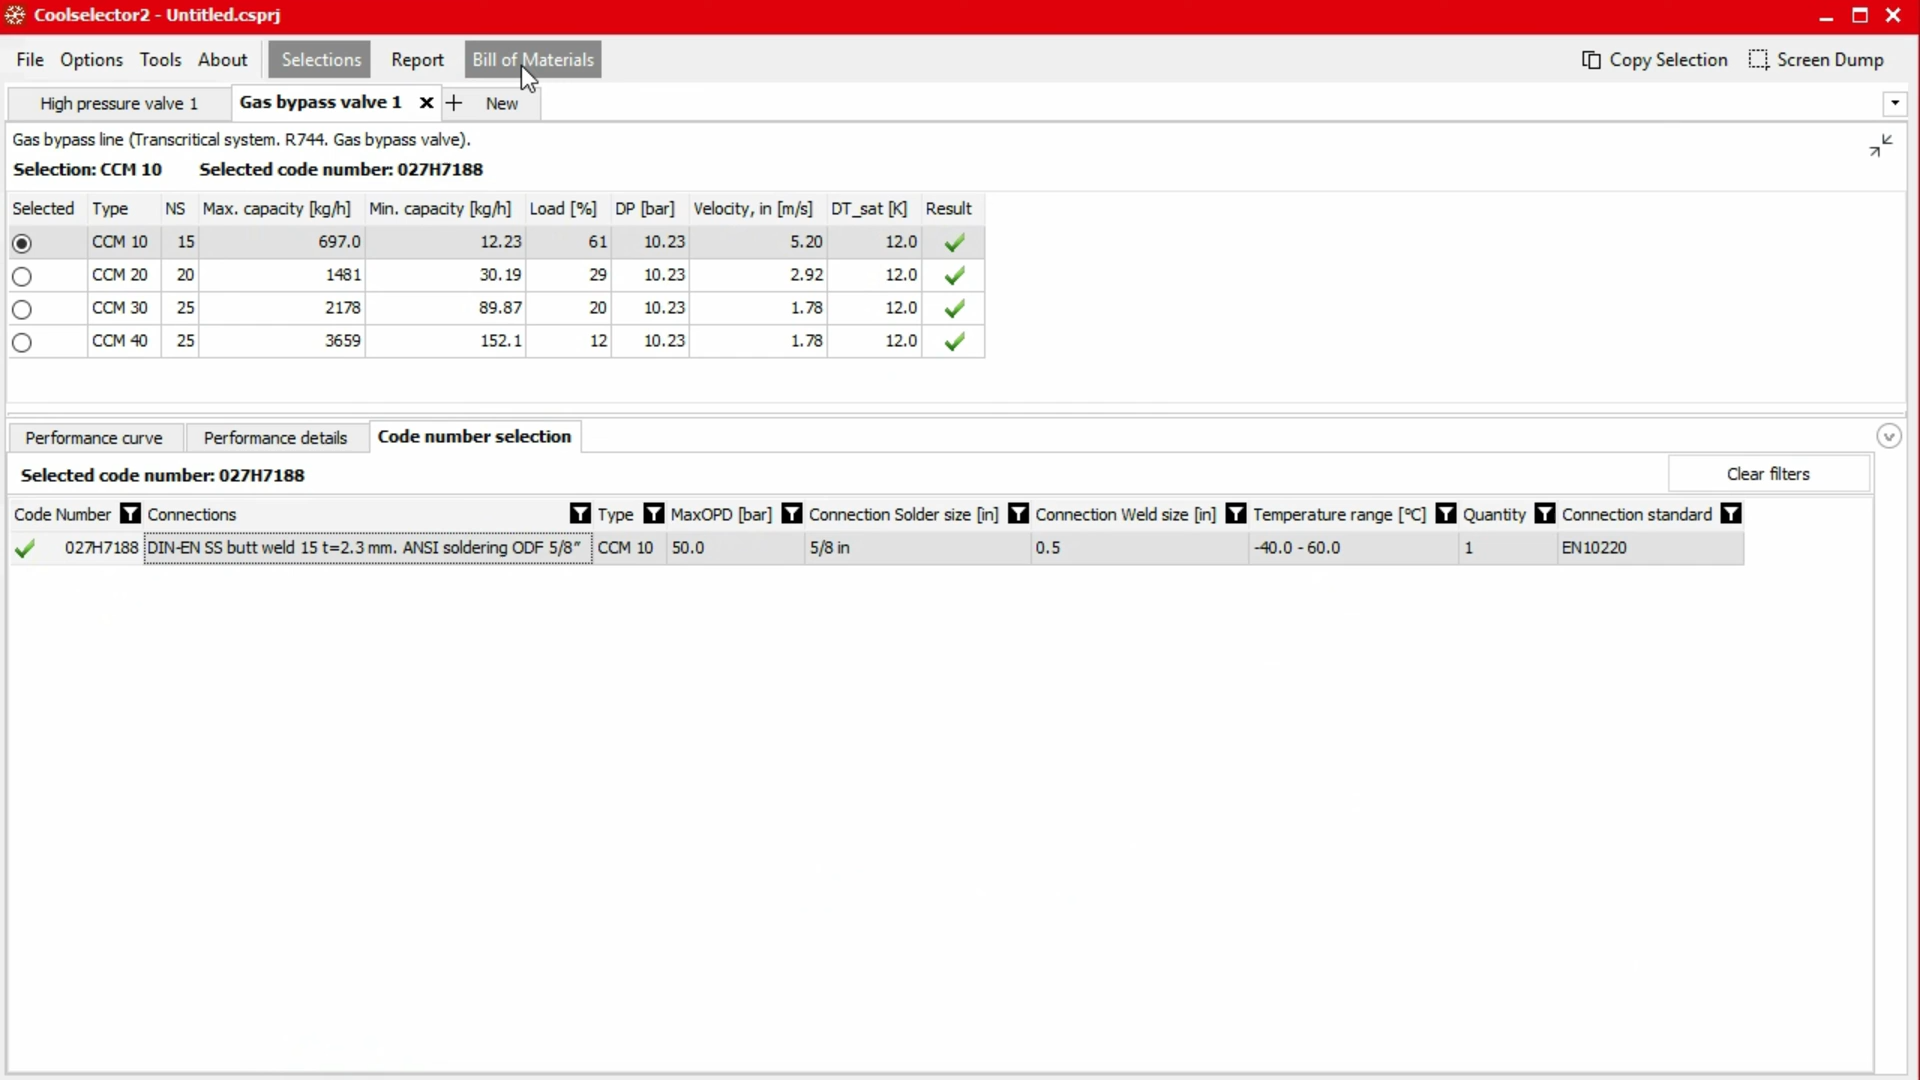 Coolselector2 - Untitled.csprj
File Options Tools About Selections Report Bill of Materials Copy Selection Screen Dump
High pressure valve 1 Gas bypass valve 1 New
Gas bypass line (Transcritical system. R744. Gas bypass valve).
Selection: CCM 10 Selected code number: 027H7188
Selected Type NS Max. capacity [kg/h] Min. capacity [kg/h] Load [%] DP [bar] Velocity, in [m/s] DT_sat [K] Result
CCM 10 15 697.0 12.23 61 10.23 5.20 12.0
CCM 20 20 1481 30.19 29 10.23 2.92 12.0
CCM 30 25 2178 89.87 20 10.23 1.78 12.0
CCM 40 25 3659 152.1 12 10.23 1.78 12.0
Performance curve Performance details Code number selection
Selected code number: 027H7188 Clear filters
Code Number Connections Type MaxOPD [bar] Connection Solder size [in] Connection Weld size [in] Temperature range [°C] Quantity Connection standard
027H7188 DIN-EN SS butt weld 15 t=2.3 mm. ANSI soldering ODF 5/8" CCM 10 50.0 5/8 in 0.5 -40.0 - 60.0 1 EN10220